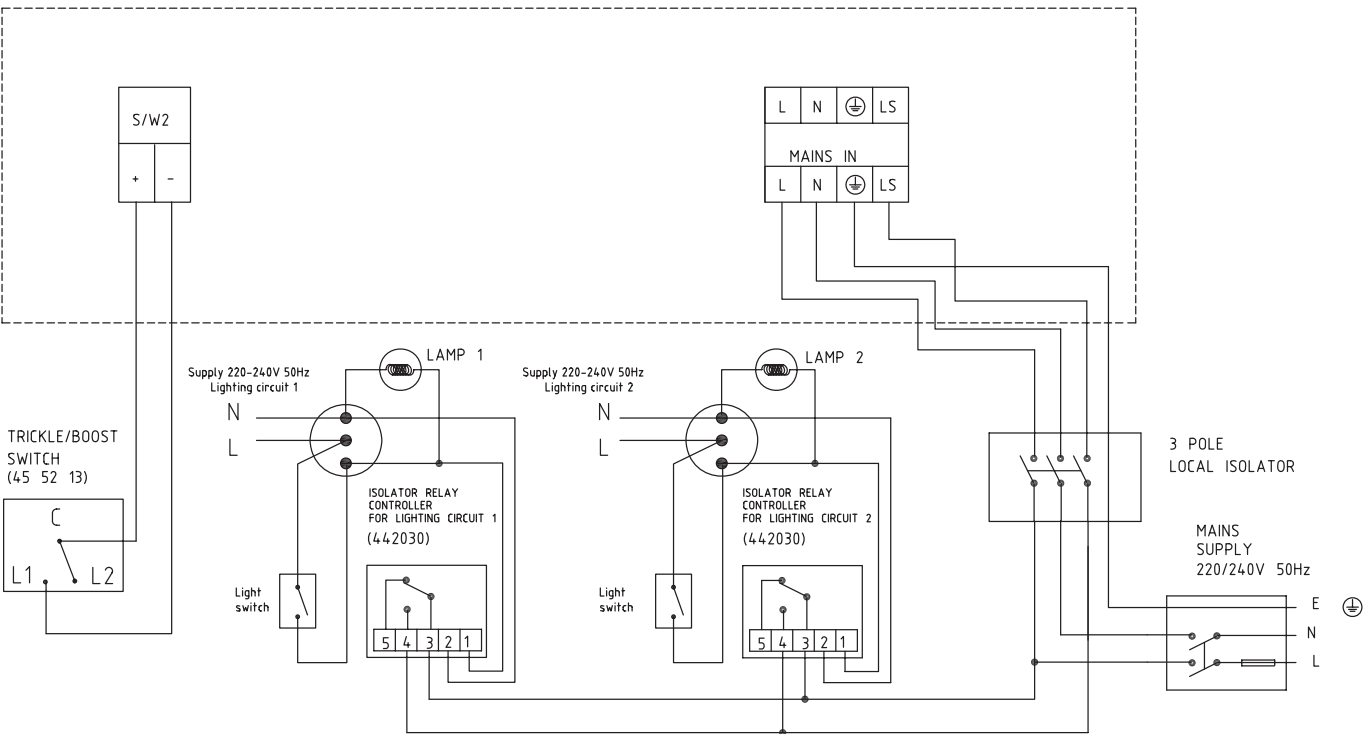 S/W2
+ -
L N LS
MAINS IN
L N LS
LAMP 1
Supply 220-240V 50Hz
Lighting circuit 1
N
L
LAMP 2
Supply 220-240V 50Hz
Lighting circuit 2
N
L
TRICKLE/BOOST
SWITCH
(45 52 13)
C
L1 L2
ISOLATOR RELAY
CONTROLLER
FOR LIGHTING CIRCUIT 1
(442030)
Light
switch
5 4 3 2 1
ISOLATOR RELAY
CONTROLLER
FOR LIGHTING CIRCUIT 2
(442030)
Light
switch
5 4 3 2 1
3 POLE
LOCAL ISOLATOR
MAINS
SUPPLY
220/240V 50Hz
E
N
L